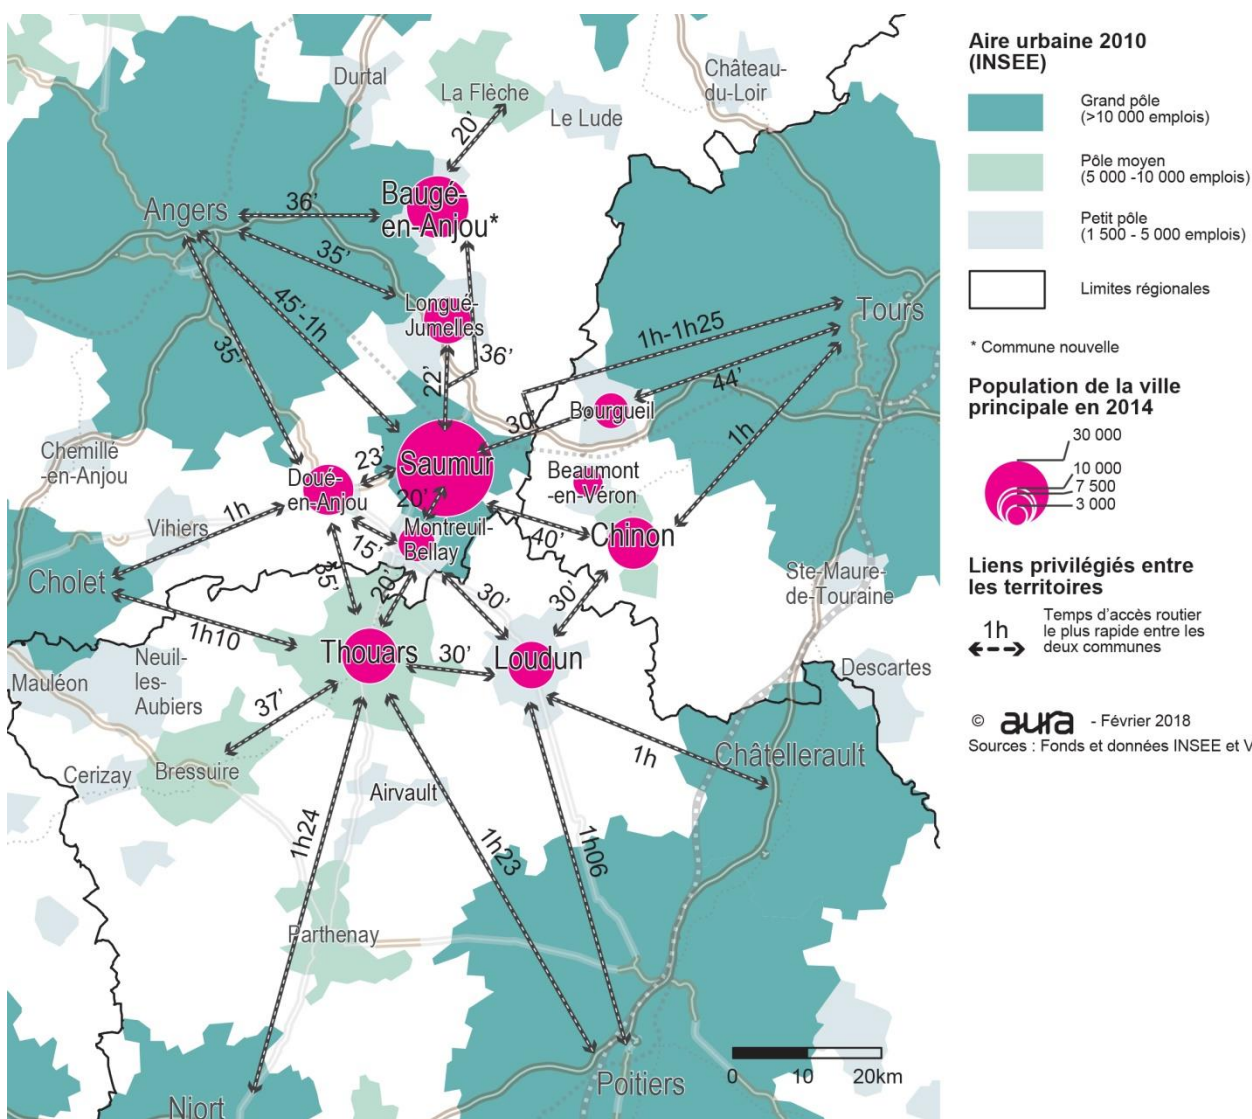 Durtal
La Flèche
Le Lude
Château-
du-Loir
20’
Baugé-
en-Anjou*
Angers
36’
35’
45’-1h
35’
Longué-
Jumelles
36’
22’
1h-1h25
Tours
44’
Bourgueil
30’
1h
Chemillé
-en-Anjou
Saumur
23’
Doué-
en-Anjou
Beaumont
-en-Véron
20’
Vihiers
1h
Montreuil-
Bellay
15’
40’
Chinon
Cholet
35’
20’
30’
30’
Ste-Maure-
de-Touraine
1h10
Thouars
30’
Loudun
Neuil-
les-
Aubiers
Mauléon
Descartes
37’
1h
Châtellerault
Cerizay
Bressuire
Airvault
1h24
1h23
1h06
Parthenay
Poitiers
Niort
0 10 20km
Aire urbaine 2010
(INSEE)
Grand pôle
(>10 000 emplois)
Pôle moyen
(5 000 -10 000 emplois)
Petit pôle
(1 500 - 5 000 emplois)
Limites régionales
* Commune nouvelle
Population de la ville
principale en 2014
30 000
10 000
7 500
3 000
Liens privilégiés entre
les territoires
1h
Temps d’accès routier
le plus rapide entre les
deux communes
© aura - Février 2018
Sources : Fonds et données INSEE et V